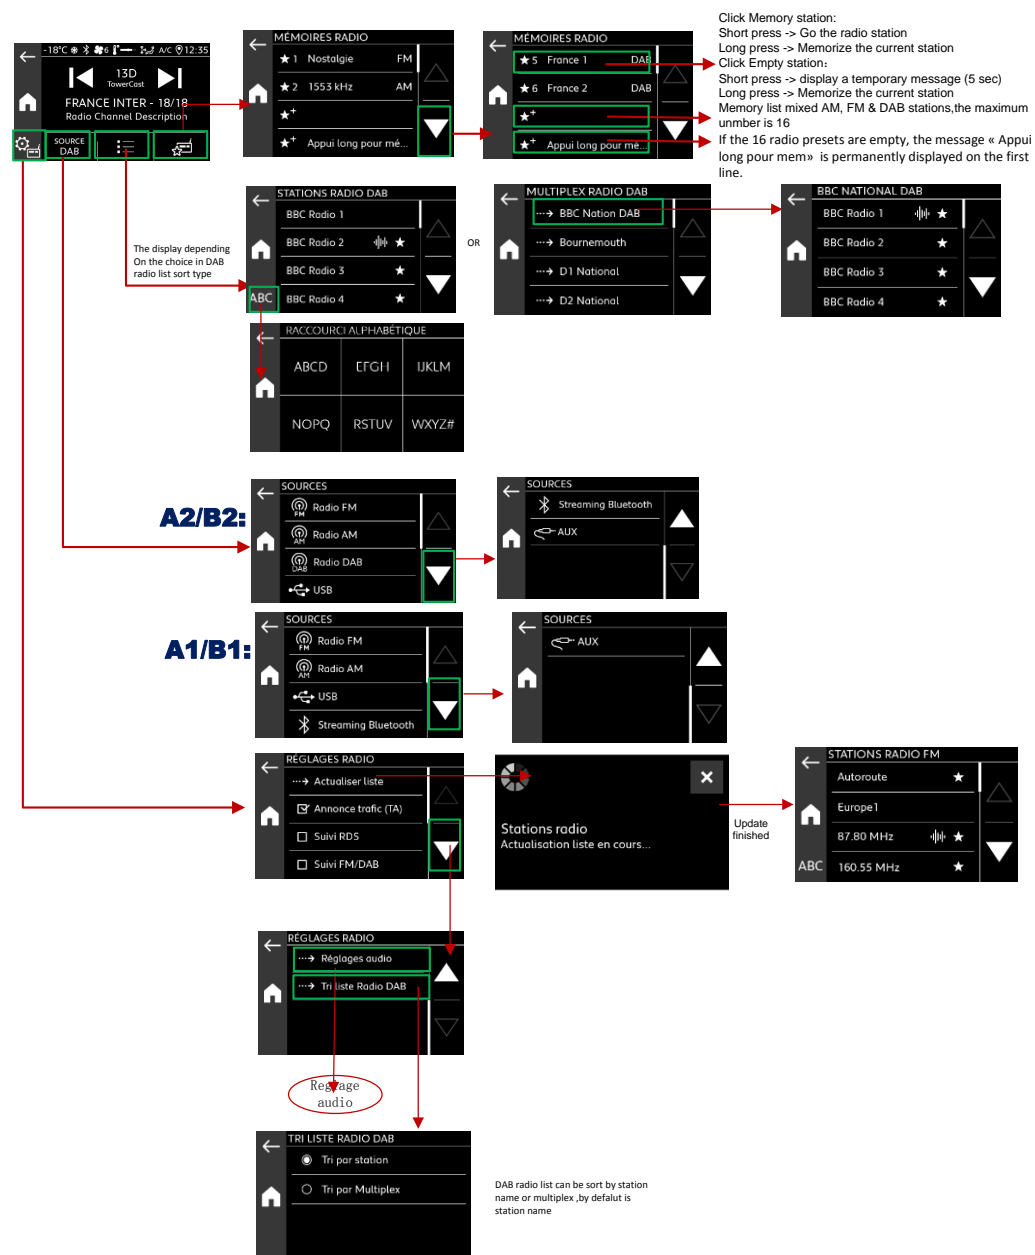 -18°C 6 A/C 12:35
13D
TowerCast
FRANCE INTER - 18/18
Radio Channel Description
SOURCE
DAB
MÉMOIRES RADIO
1 Nostalgie FM
2 1553 kHz AM
+
+ Appui long pour mé...
MÉMOIRES RADIO
5 France 1 DAB
6 France 2 DAB
+
+ Appui long pour mé...
Click Memory station:
Short press -> Go the radio station
Long press -> Memorize the current station
Click Empty station:
Short press -> display a temporary message (5 sec)
Long press -> Memorize the current station
Memory list mixed AM, FM & DAB stations,the maximum
unmber is 16
If the 16 radio presets are empty, the message « Appui
long pour mem» is permanently displayed on the first
line.
The display depending
On the choice in DAB
radio list sort type
STATIONS RADIO DAB
BBC Radio 1
BBC Radio 2
BBC Radio 3
BBC Radio 4
ABC
OR
MULTIPLEX RADIO DAB
BBC Nation DAB
Bournemouth
D1 National
D2 National
BBC NATIONAL DAB
BBC Radio 1
BBC Radio 2
BBC Radio 3
BBC Radio 4
RACCOURCI ALPHABÉTIQUE
ABCD EFGH IJKLM
NOPQ RSTUV WXYZ#
A2/B2:
SOURCES
FM Radio FM
AM Radio AM
DAB Radio DAB
USB
SOURCES
Streaming Bluetooth
AUX
A1/B1:
SOURCES
FM Radio FM
AM Radio AM
USB
Streaming Bluetooth
SOURCES
AUX
RÉGLAGES RADIO
Actualiser liste
Annonce trafic (TA)
Suivi RDS
Suivi FM/DAB
Stations radio
Actualisation liste en cours...
Update
finished
STATIONS RADIO FM
Autoroute
Europe1
87.80 MHz
160.55 MHz
ABC
RÉGLAGES RADIO
Réglages audio
Tri liste Radio DAB
Reglage
audio
TRI LISTE RADIO DAB
Tri par station
Tri par Multiplex
DAB radio list can be sort by station
name or multiplex ,by defalut is
station name